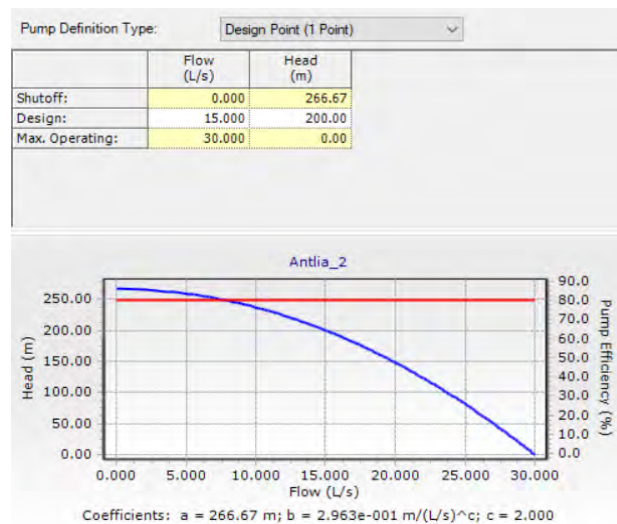 Pump Definition Type: Design Point (1 Point)
Flow (L/s) Head (m)
Shutoff: 0.000 266.67
Design: 15.000 200.00
Max. Operating: 30.000 0.00
Antlia_2
Head (m)
250.00
200.00
150.00
100.00
50.00
0.00
90.0
80.0
70.0
60.0
50.0
40.0
30.0
20.0
10.0
0.0
Pump Efficiency (%)
0.000 5.000 10.000 15.000 20.000 25.000 30.000
Flow (L/s)
Coefficients: a = 266.67 m; b = 2.963e-001 m/(L/s)^c; c = 2.000